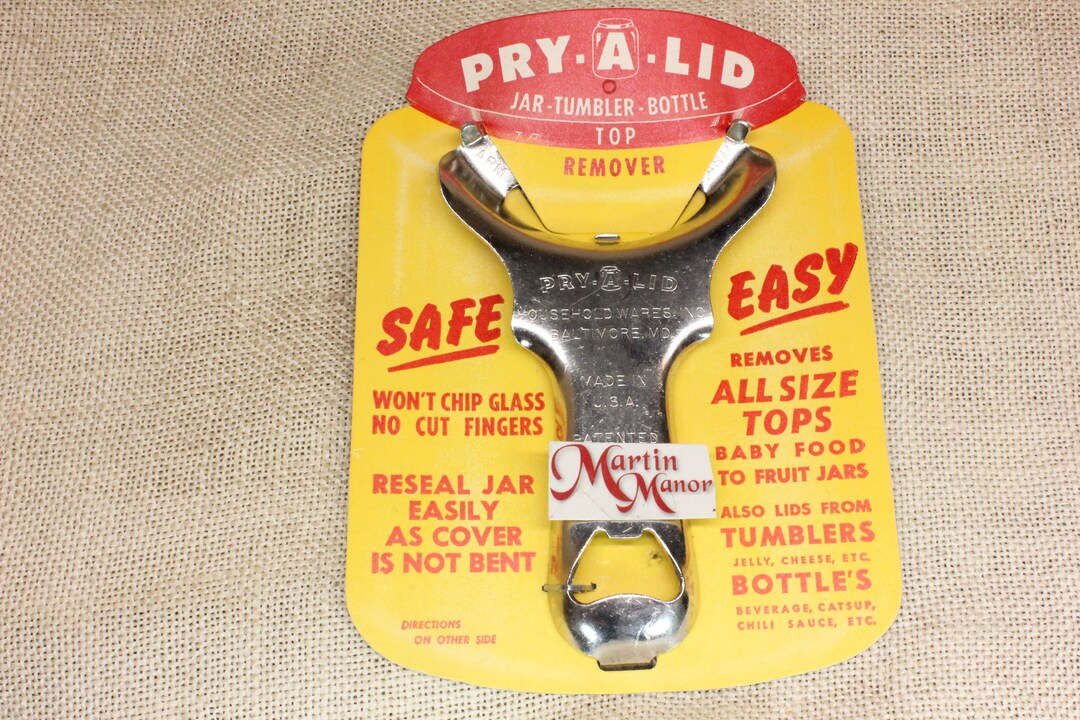 PRY·A·LID
JAR-TUMBLER-BOTTLE
TOP
REMOVER
ARM
PRY·A·LID
HOUSEHOLD WARES, INC.
BALTIMORE, MD.
MADE IN
U.S.A.
PATENTED
Martin
Manor
SAFE
WON'T CHIP GLASS
NO CUT FINGERS
RESEAL JAR
EASILY
AS COVER
IS NOT BENT
DIRECTIONS
ON OTHER SIDE
EASY
REMOVES
ALL SIZE
TOPS
BABY FOOD
TO FRUIT JARS
ALSO LIDS FROM
TUMBLERS
JELLY, CHEESE, ETC.
BOTTLE'S
BEVERAGE, CATSUP,
CHILI SAUCE, ETC.